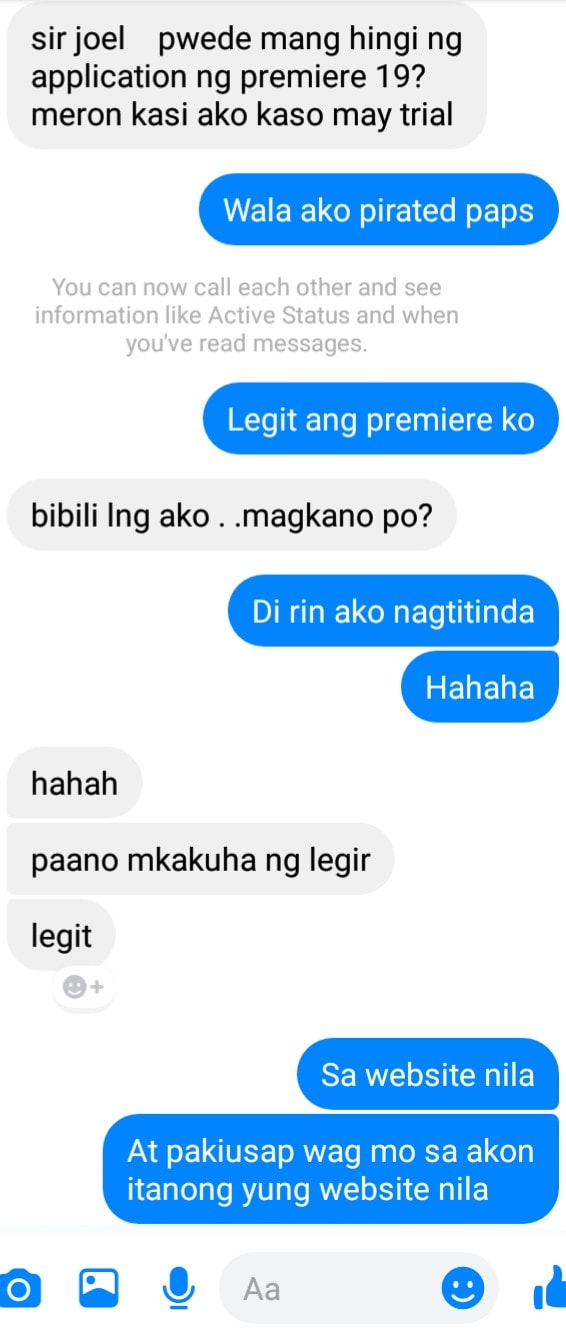 sir joel pwede mang hingi ng
application ng premiere 19?
meron kasi ako kaso may trial
Wala ako pirated paps
You can now call each other and see
information like Active Status and when
you've read messages.
Legit ang premiere ko
bibili lng ako . .magkano po?
Di rin ako nagtitinda
Hahaha
hahah
paano mkakuha ng legir
legit
Sa website nila
At pakiusap wag mo sa akon
itanong yung website nila
Aa